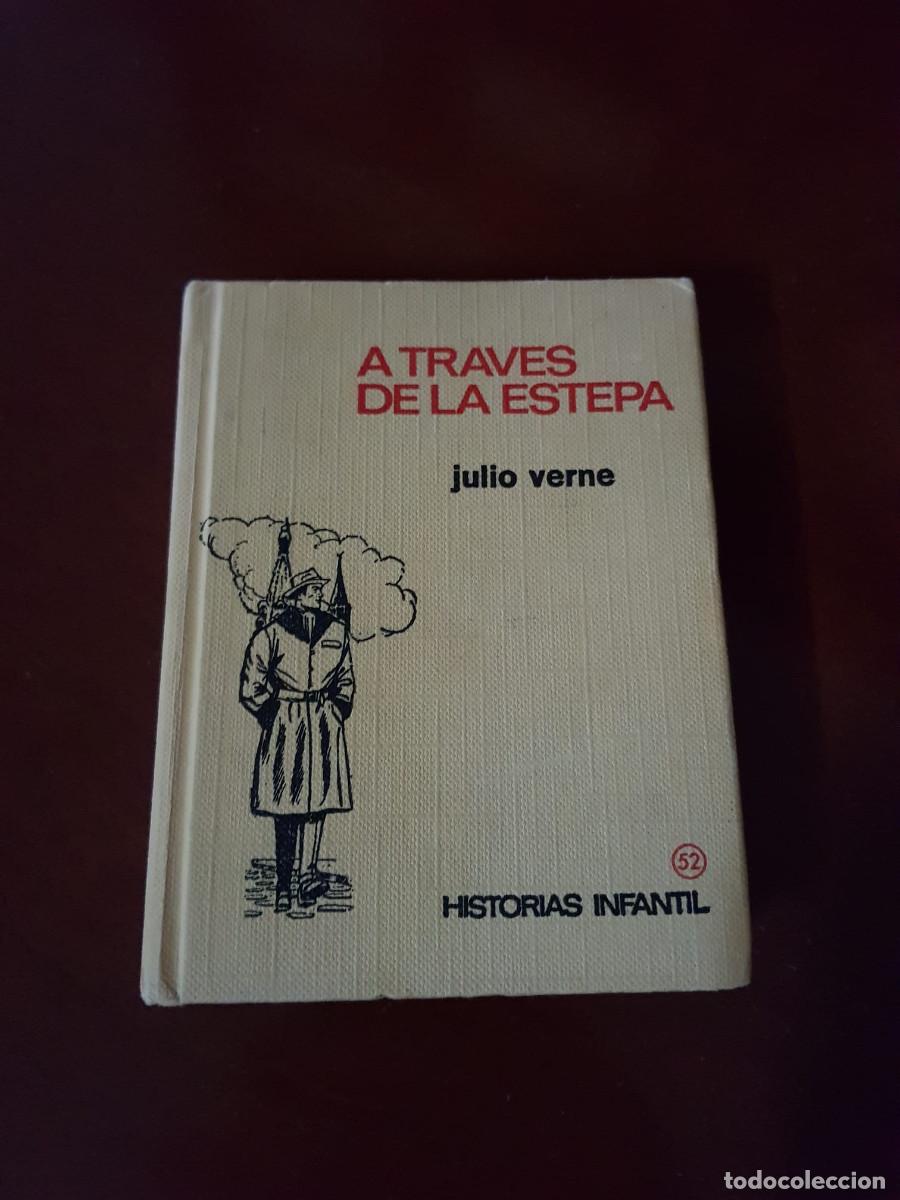 A TRAVES
DE LA ESTEPA
julio verne
52
HISTORIAS INFANTIL
todocoleccion